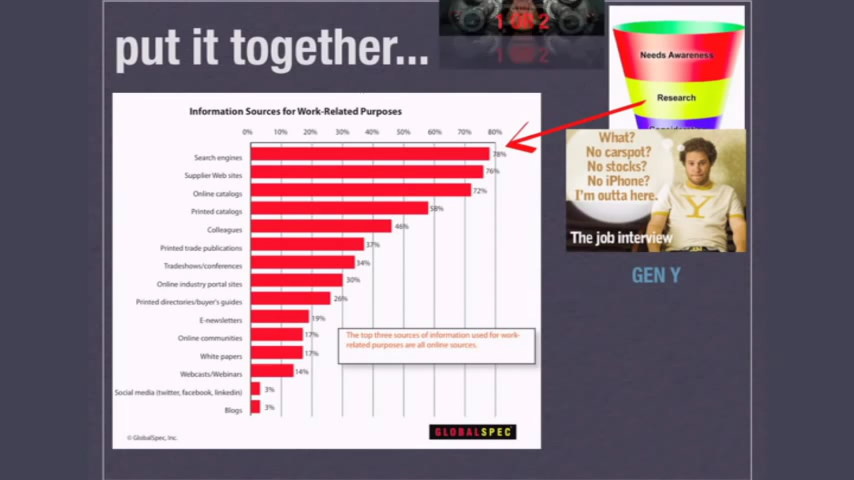 put it together...
1 of 2
Needs Awareness
Research
Information Sources for Work-Related Purposes
0% 10% 20% 30% 40% 50% 60% 70% 80%
Search engines 78%
Supplier Web sites 76%
Online catalogs 72%
Printed catalogs 58%
Colleagues 46%
Printed trade publications 37%
Tradeshows/conferences 34%
Online industry portal sites 30%
Printed directories/buyer's guides 26%
E-newsletters 19%
Online communities 17%
White papers 17%
Webcasts/Webinars 14%
Social media (twitter, facebook, linkedin) 3%
Blogs 3%
The top three sources of information used for work-
related purposes are all online sources.
© GlobalSpec, Inc.
GLOBALSPEC
What?
No carspot?
No stocks?
No iPhone?
I'm outta here.
Y
The job interview
GEN Y